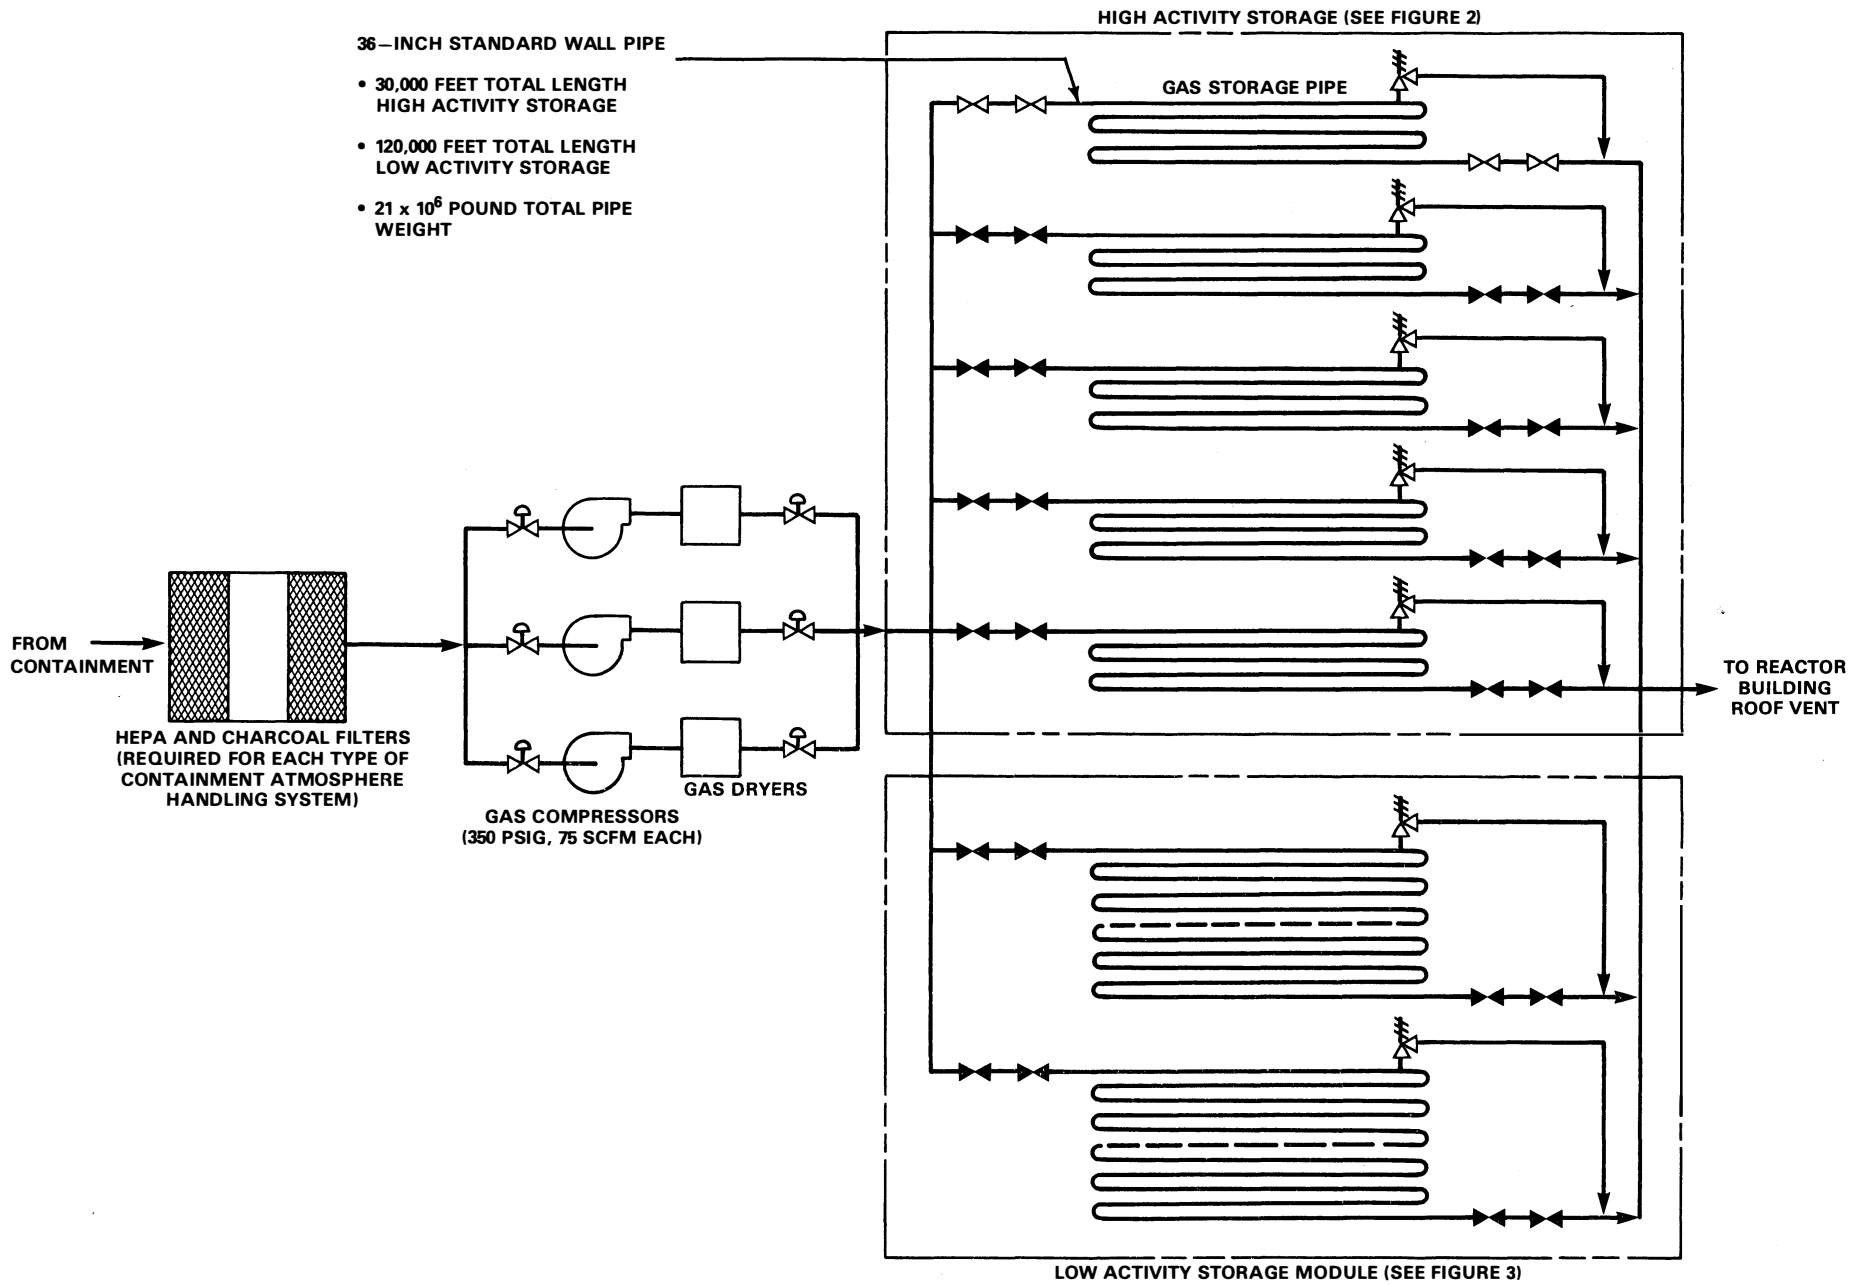 HIGH ACTIVITY STORAGE (SEE FIGURE 2)
36–INCH STANDARD WALL PIPE
• 30,000 FEET TOTAL LENGTH
HIGH ACTIVITY STORAGE
• 120,000 FEET TOTAL LENGTH
LOW ACTIVITY STORAGE
• 21 x 10⁶ POUND TOTAL PIPE
WEIGHT
GAS STORAGE PIPE
FROM
CONTAINMENT
HEPA AND CHARCOAL FILTERS
(REQUIRED FOR EACH TYPE OF
CONTAINMENT ATMOSPHERE
HANDLING SYSTEM)
GAS DRYERS
GAS COMPRESSORS
(350 PSIG, 75 SCFM EACH)
TO REACTOR
BUILDING
ROOF VENT
LOW ACTIVITY STORAGE MODULE (SEE FIGURE 3)